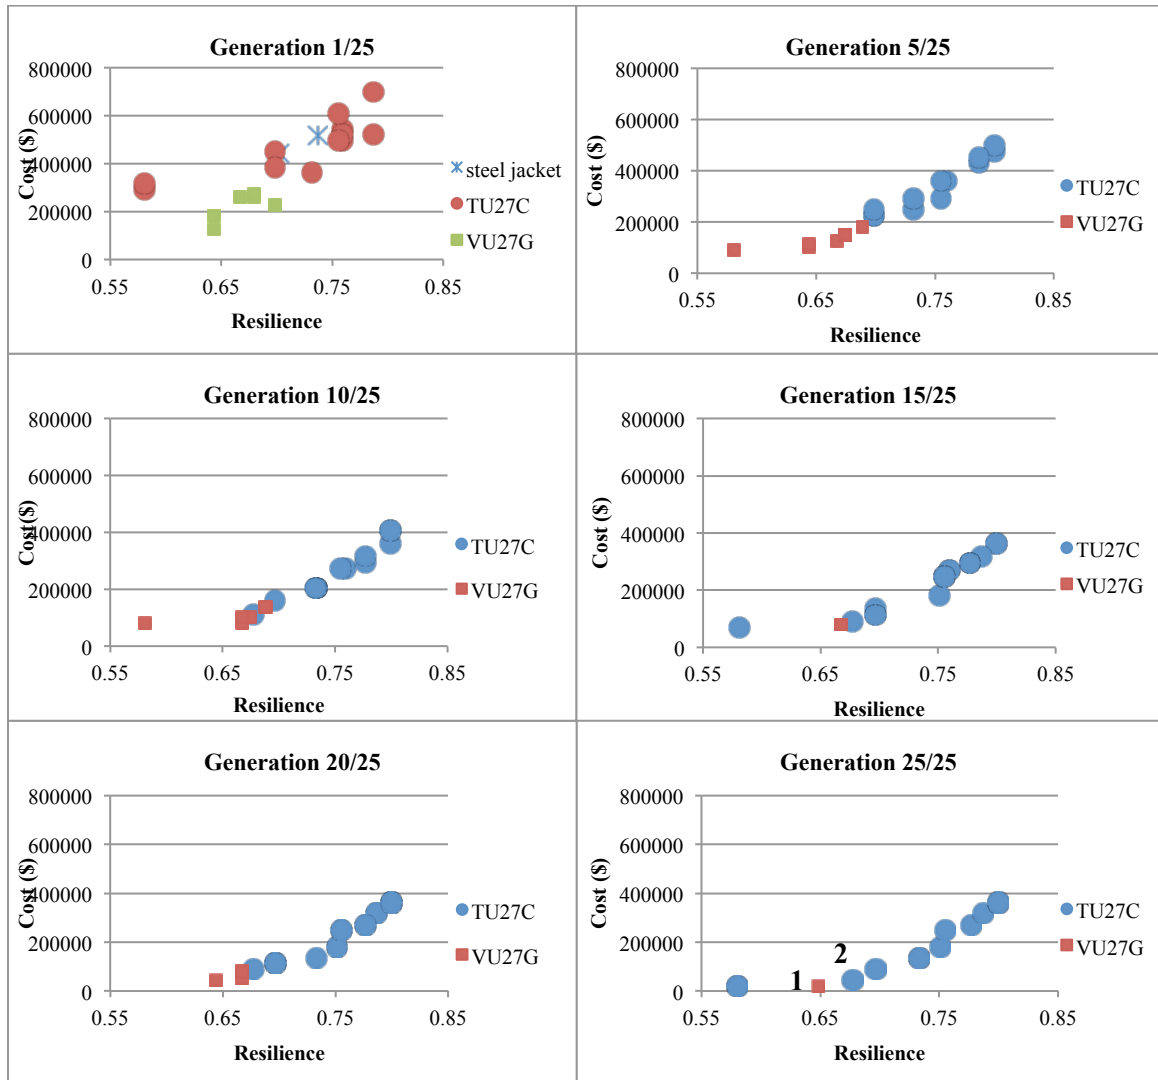 Generation 1/25
800000
600000
400000
200000
0
0.55 0.65 0.75 0.85
Cost ($)
Resilience
steel jacket
TU27C
VU27G
Generation 5/25
800000
600000
400000
200000
0
0.55 0.65 0.75 0.85
Cost ($)
Resilience
TU27C
VU27G
Generation 10/25
800000
600000
400000
200000
0
0.55 0.65 0.75 0.85
Cost($)
Resilience
TU27C
VU27G
Generation 15/25
800000
600000
400000
200000
0
0.55 0.65 0.75 0.85
Cost ($)
Resilience
TU27C
VU27G
Generation 20/25
800000
600000
400000
200000
0
0.55 0.65 0.75 0.85
Cost ($)
Resilience
TU27C
VU27G
Generation 25/25
800000
600000
400000
200000
0
0.55 0.65 0.75 0.85
Cost ($)
Resilience
1
2
TU27C
VU27G